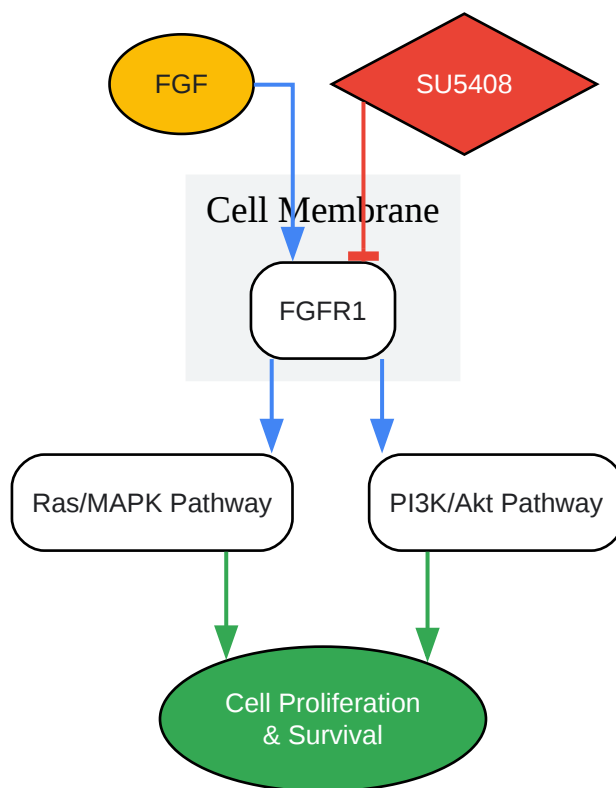 FGF
SU5408
Cell Membrane
FGFR1
Ras/MAPK Pathway
PI3K/Akt Pathway
Cell Proliferation
& Survival